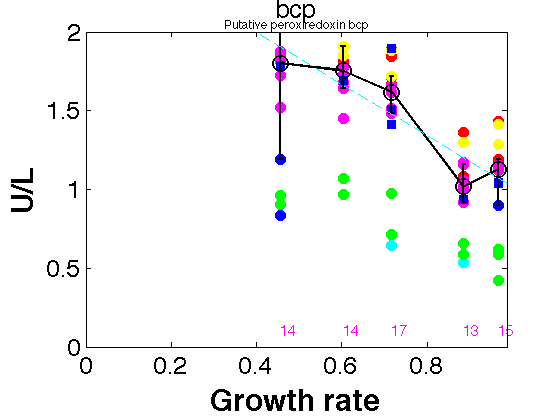 bcp
Putative peroxiredoxin bcp
2
1.5
1
0.5
0
U/L
14 14 17 13 15
0 0.2 0.4 0.6 0.8
Growth rate